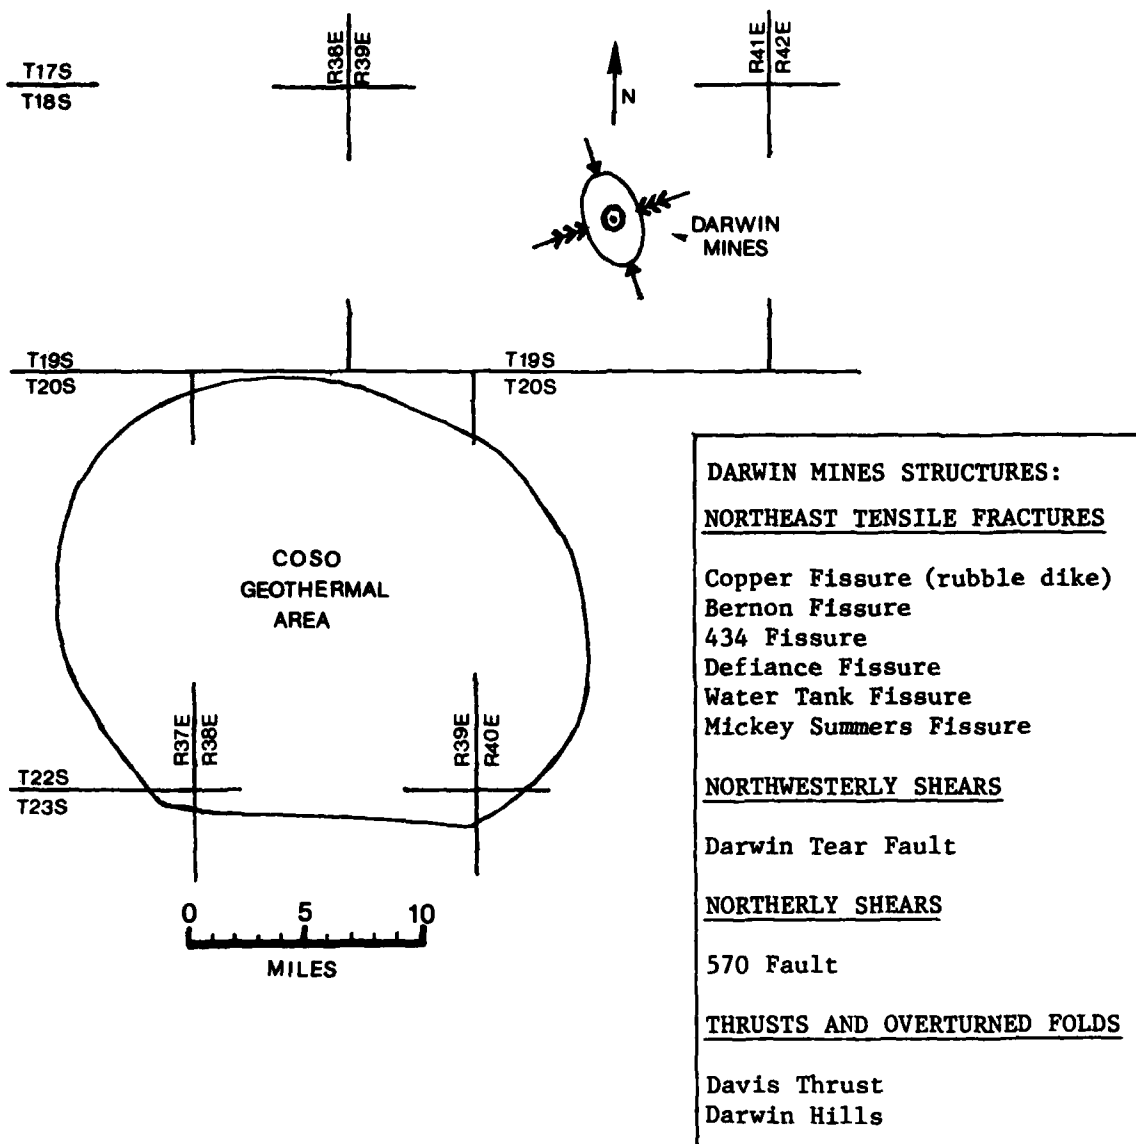 R38E
R39E
R41E
R42E
T17S
T18S
N
DARWIN
MINES
T19S
T20S
T19S
T20S
COSO
GEOTHERMAL
AREA
R37E
R38E
R39E
R40E
T22S
T23S
0 5 10
MILES
DARWIN MINES STRUCTURES:
NORTHEAST TENSILE FRACTURES
Copper Fissure (rubble dike)
Bernon Fissure
434 Fissure
Defiance Fissure
Water Tank Fissure
Mickey Summers Fissure
NORTHWESTERLY SHEARS
Darwin Tear Fault
NORTHERLY SHEARS
570 Fault
THRUSTS AND OVERTURNED FOLDS
Davis Thrust
Darwin Hills